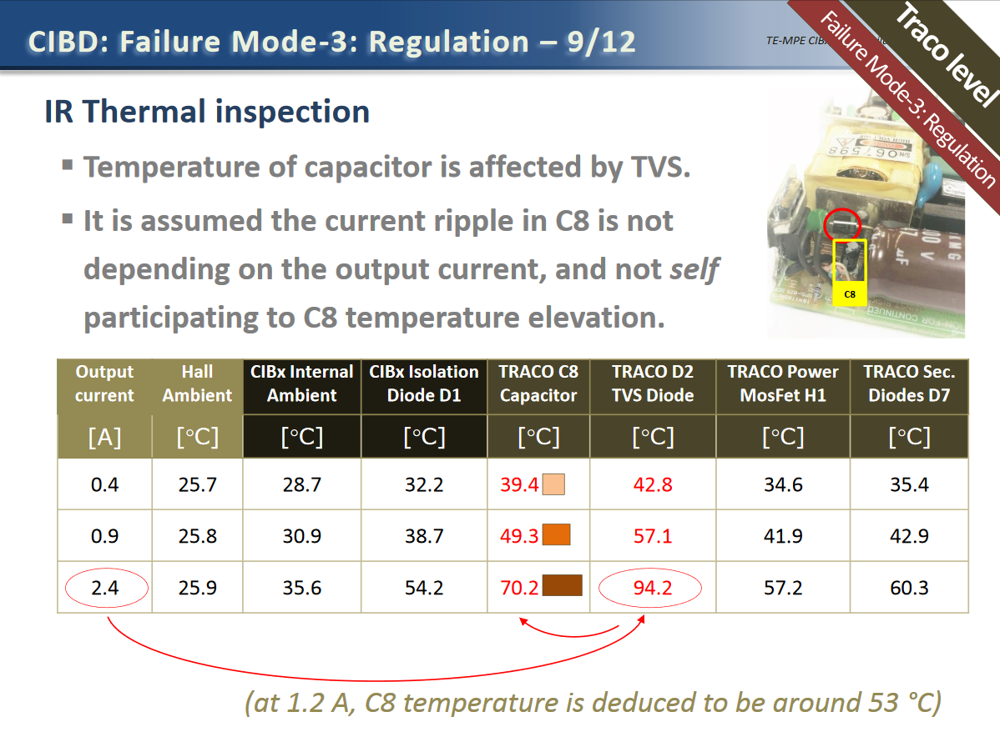 CIBD: Failure Mode-3: Regulation – 9/12
TE-MPE CIB
Failure Mode-3: Regulation
Traco level
IR Thermal inspection
▪ Temperature of capacitor is affected by TVS.
▪ It is assumed the current ripple in C8 is not
depending on the output current, and not self
participating to C8 temperature elevation.
C8
Output current | Hall Ambient | CIBx Internal Ambient | CIBx Isolation Diode D1 | TRACO C8 Capacitor | TRACO D2 TVS Diode | TRACO Power MosFet H1 | TRACO Sec. Diodes D7
[A] | [°C] | [°C] | [°C] | [°C] | [°C] | [°C] | [°C]
0.4 | 25.7 | 28.7 | 32.2 | 39.4 | 42.8 | 34.6 | 35.4
0.9 | 25.8 | 30.9 | 38.7 | 49.3 | 57.1 | 41.9 | 42.9
2.4 | 25.9 | 35.6 | 54.2 | 70.2 | 94.2 | 57.2 | 60.3
(at 1.2 A, C8 temperature is deduced to be around 53 °C)